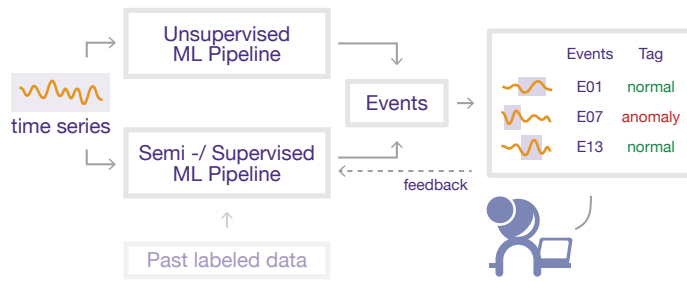 Unsupervised
ML Pipeline
time series
Semi -/ Supervised
ML Pipeline
Past labeled data
Events
feedback
Events Tag
E01 normal
E07 anomaly
E13 normal